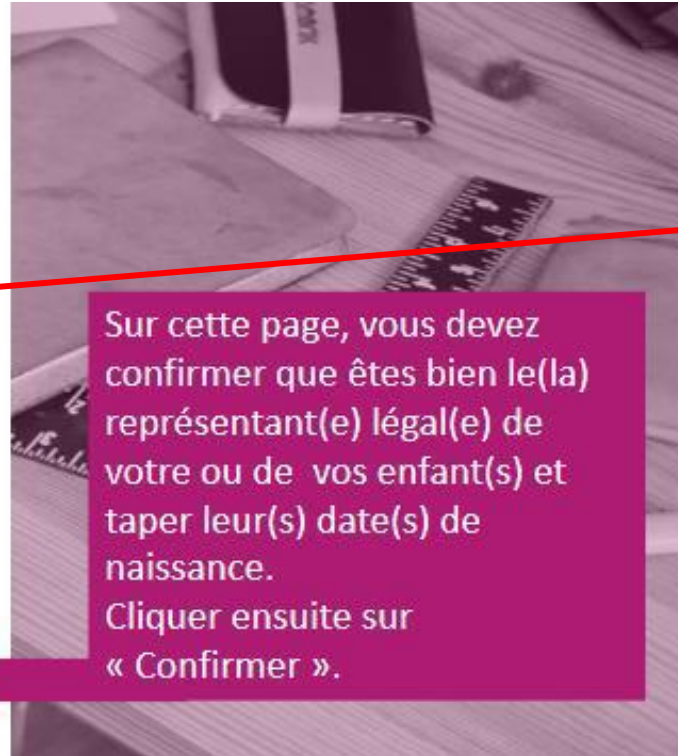 Sur cette page, vous devez
confirmer que êtes bien le(la)
représentant(e) légal(e) de
votre ou de  vos enfant(s) et
taper leur(s) date(s) de
naissance.
Cliquer ensuite sur
« Confirmer ».